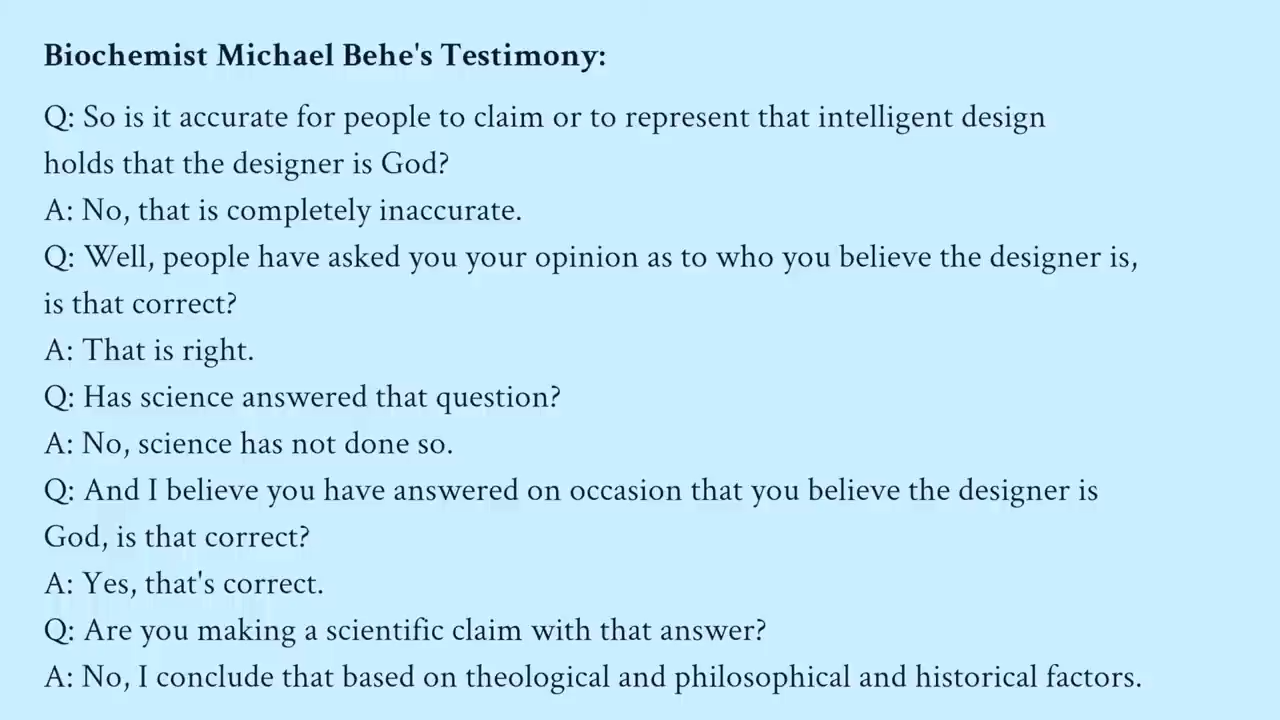 Biochemist Michael Behe's Testimony:
Q: So is it accurate for people to claim or to represent that intelligent design
holds that the designer is God?
A: No, that is completely inaccurate.
Q: Well, people have asked you your opinion as to who you believe the designer is,
is that correct?
A: That is right.
Q: Has science answered that question?
A: No, science has not done so.
Q: And I believe you have answered on occasion that you believe the designer is
God, is that correct?
A: Yes, that's correct.
Q: Are you making a scientific claim with that answer?
A: No, I conclude that based on theological and philosophical and historical factors.